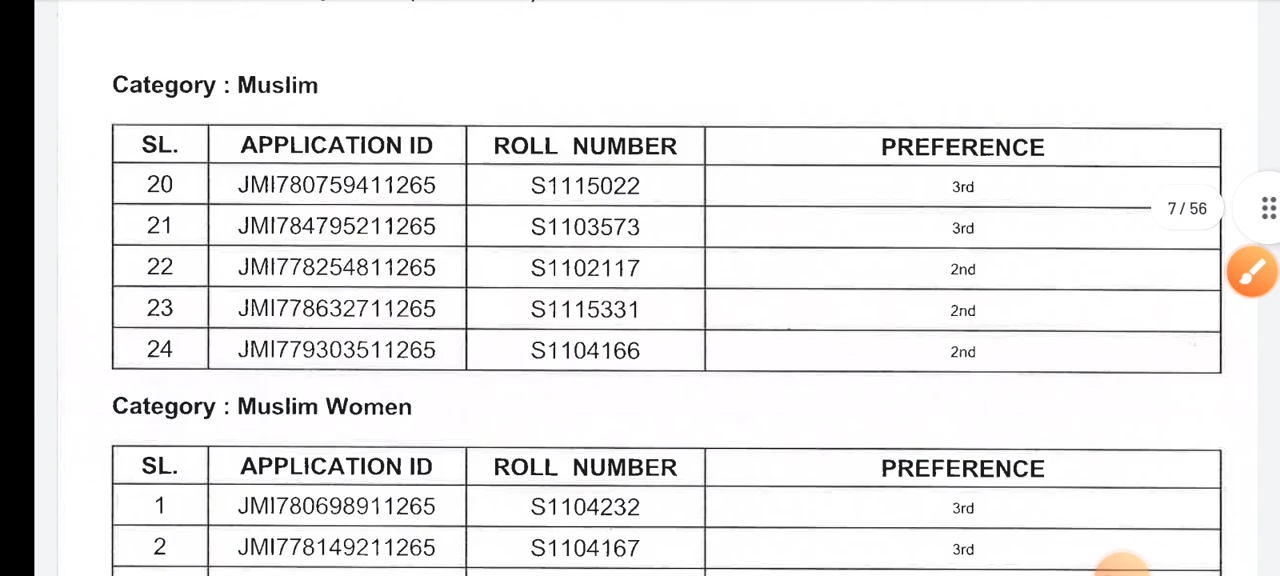 Category : Muslim
SL. APPLICATION ID ROLL NUMBER PREFERENCE
20 JMI780759411265 S1115022 3rd
7 / 56
21 JMI784795211265 S1103573 3rd
22 JMI778254811265 S1102117 2nd
23 JMI778632711265 S1115331 2nd
24 JMI779303511265 S1104166 2nd
Category : Muslim Women
SL. APPLICATION ID ROLL NUMBER PREFERENCE
1 JMI780698911265 S1104232 3rd
2 JMI778149211265 S1104167 3rd